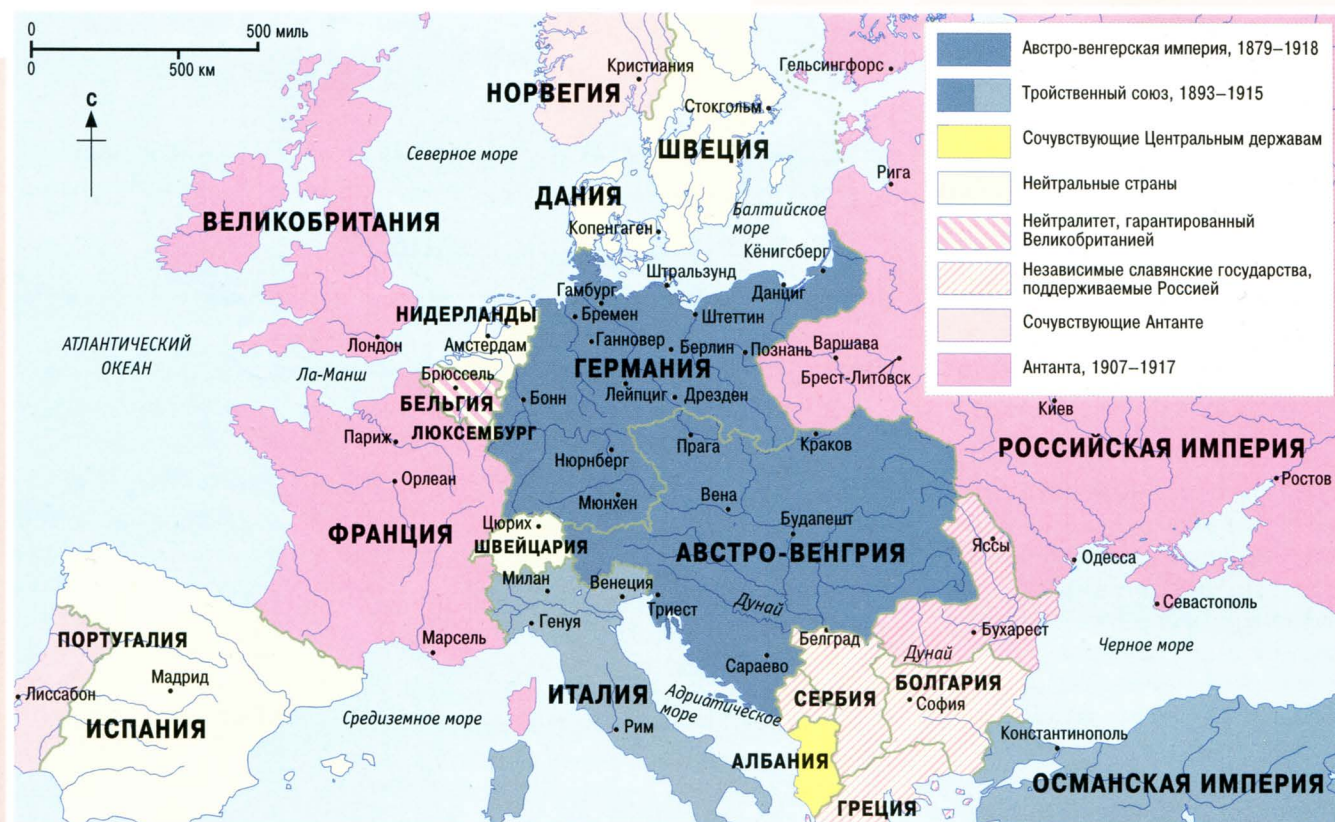 0 500 миль
0 500 км
С
НОРВЕГИЯ
Кристиания
Гельсингфорс
Стокгольм
ШВЕЦИЯ
Северное море
Рига
ДАНИЯ
ВЕЛИКОБРИТАНИЯ
Копенгаген
Балтийское
море
Кёнигсберг
Штральзунд
Гамбург
Данциг
НИДЕРЛАНДЫ
Бремен
Штеттин
АТЛАНТИЧЕСКИЙ
ОКЕАН
Лондон
Амстердам
Ганновер
Берлин
Познань
Варшава
Ла-Манш
Брюссель
ГЕРМАНИЯ
Брест-Литовск
БЕЛЬГИЯ
Бонн
Лейпциг
Дрезден
Киев
Париж
ЛЮКСЕМБУРГ
Прага
Краков
РОССИЙСКАЯ ИМПЕРИЯ
Нюрнберг
Орлеан
Ростов
Мюнхен
Вена
Цюрих
Будапешт
ФРАНЦИЯ
ШВЕЙЦАРИЯ
АВСТРО-ВЕНГРИЯ
Яссы
Одесса
Милан
Венеция
Триест
Дунай
Севастополь
Генуя
ПОРТУГАЛИЯ
Марсель
Белград
Дунай
Бухарест
Черное море
Мадрид
Сараево
Лиссабон
ИСПАНИЯ
Средиземное море
ИТАЛИЯ
Адриатическое
море
СЕРБИЯ
БОЛГАРИЯ
София
Рим
Константинополь
АЛБАНИЯ
ОСМАНСКАЯ ИМПЕРИЯ
ГРЕЦИЯ
Австро-венгерская империя, 1879–1918
Тройственный союз, 1893–1915
Сочувствующие Центральным державам
Нейтральные страны
Нейтралитет, гарантированный
Великобританией
Независимые славянские государства,
поддерживаемые Россией
Сочувствующие Антанте
Антанта, 1907–1917